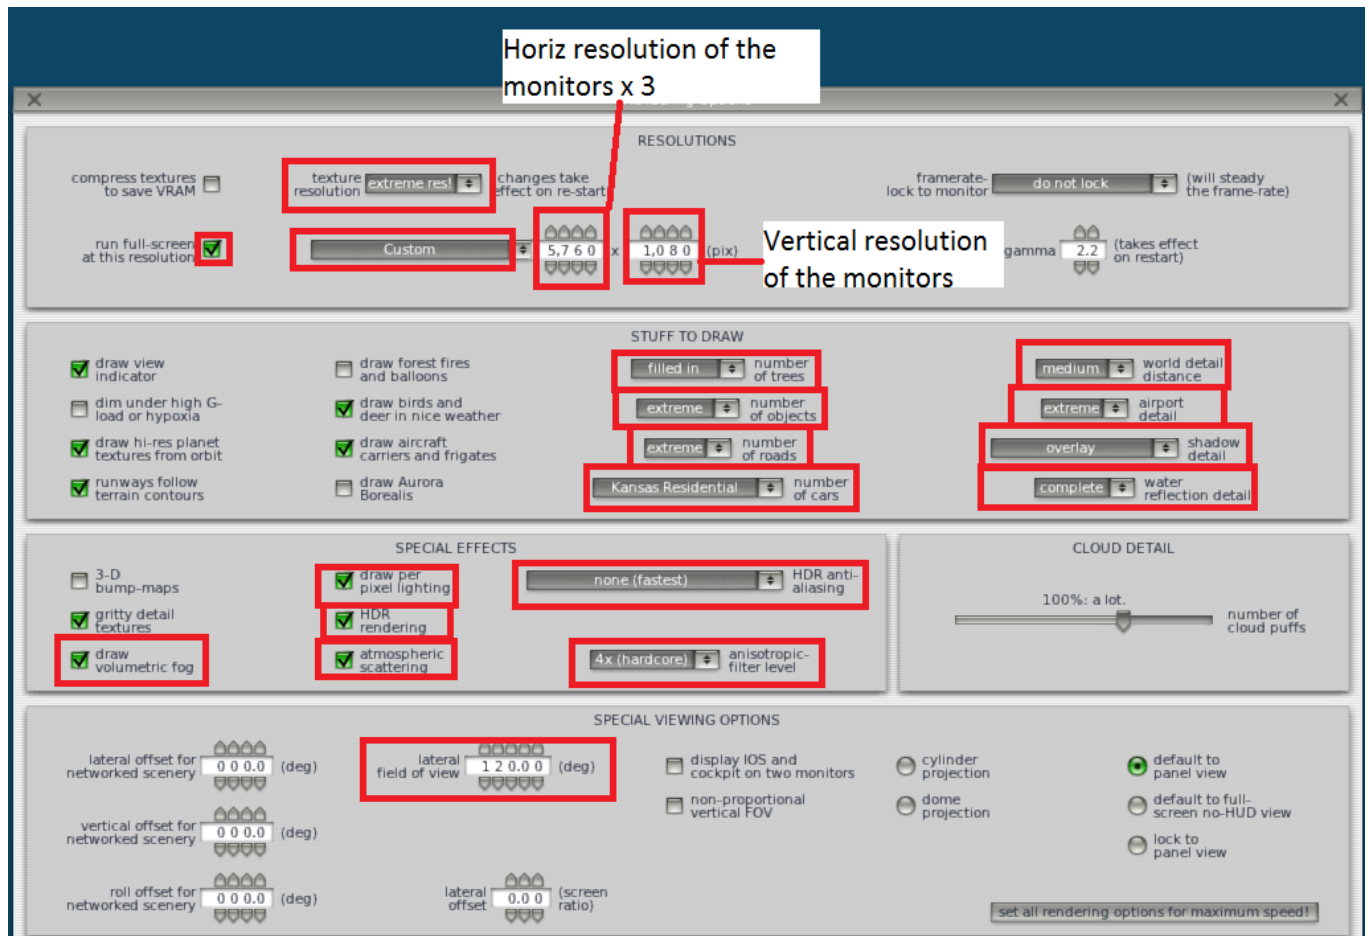 Horiz resolution of the
monitors x 3
RESOLUTIONS
compress textures
to save VRAM
texture
resolution
extreme res!
changes take
effect on re-start
framerate-
lock to monitor
do not lock
(will steady
the frame-rate)
run full-screen
at this resolution
Custom
5,760 x 1,080 (pix)
Vertical resolution
of the monitors
gamma 2.2
(takes effect
on restart)
STUFF TO DRAW
draw view
indicator
draw forest fires
and balloons
filled in
number
of trees
medium
world detail
distance
dim under high G-
load or hypoxia
draw birds and
deer in nice weather
extreme
number
of objects
extreme
airport
detail
draw hi-res planet
textures from orbit
draw aircraft
carriers and frigates
extreme
number
of roads
overlay
shadow
detail
runways follow
terrain contours
draw Aurora
Borealis
Kansas Residential
number
of cars
complete
water
reflection detail
SPECIAL EFFECTS
3-D
bump-maps
draw per
pixel lighting
none (fastest)
HDR anti-
aliasing
gritty detail
textures
HDR
rendering
draw
volumetric fog
atmospheric
scattering
4x (hardcore)
anisotropic-
filter level
CLOUD DETAIL
100%: a lot.
number of
cloud puffs
SPECIAL VIEWING OPTIONS
lateral offset for
networked scenery
000.0 (deg)
lateral
field of view
120.00 (deg)
display IOS and
cockpit on two monitors
cylinder
projection
default to
panel view
non-proportional
vertical FOV
dome
projection
default to full-
screen no-HUD view
vertical offset for
networked scenery
000.0 (deg)
lock to
panel view
roll offset for
networked scenery
000.0 (deg)
lateral
offset
0.00
(screen
ratio)
set all rendering options for maximum speed!